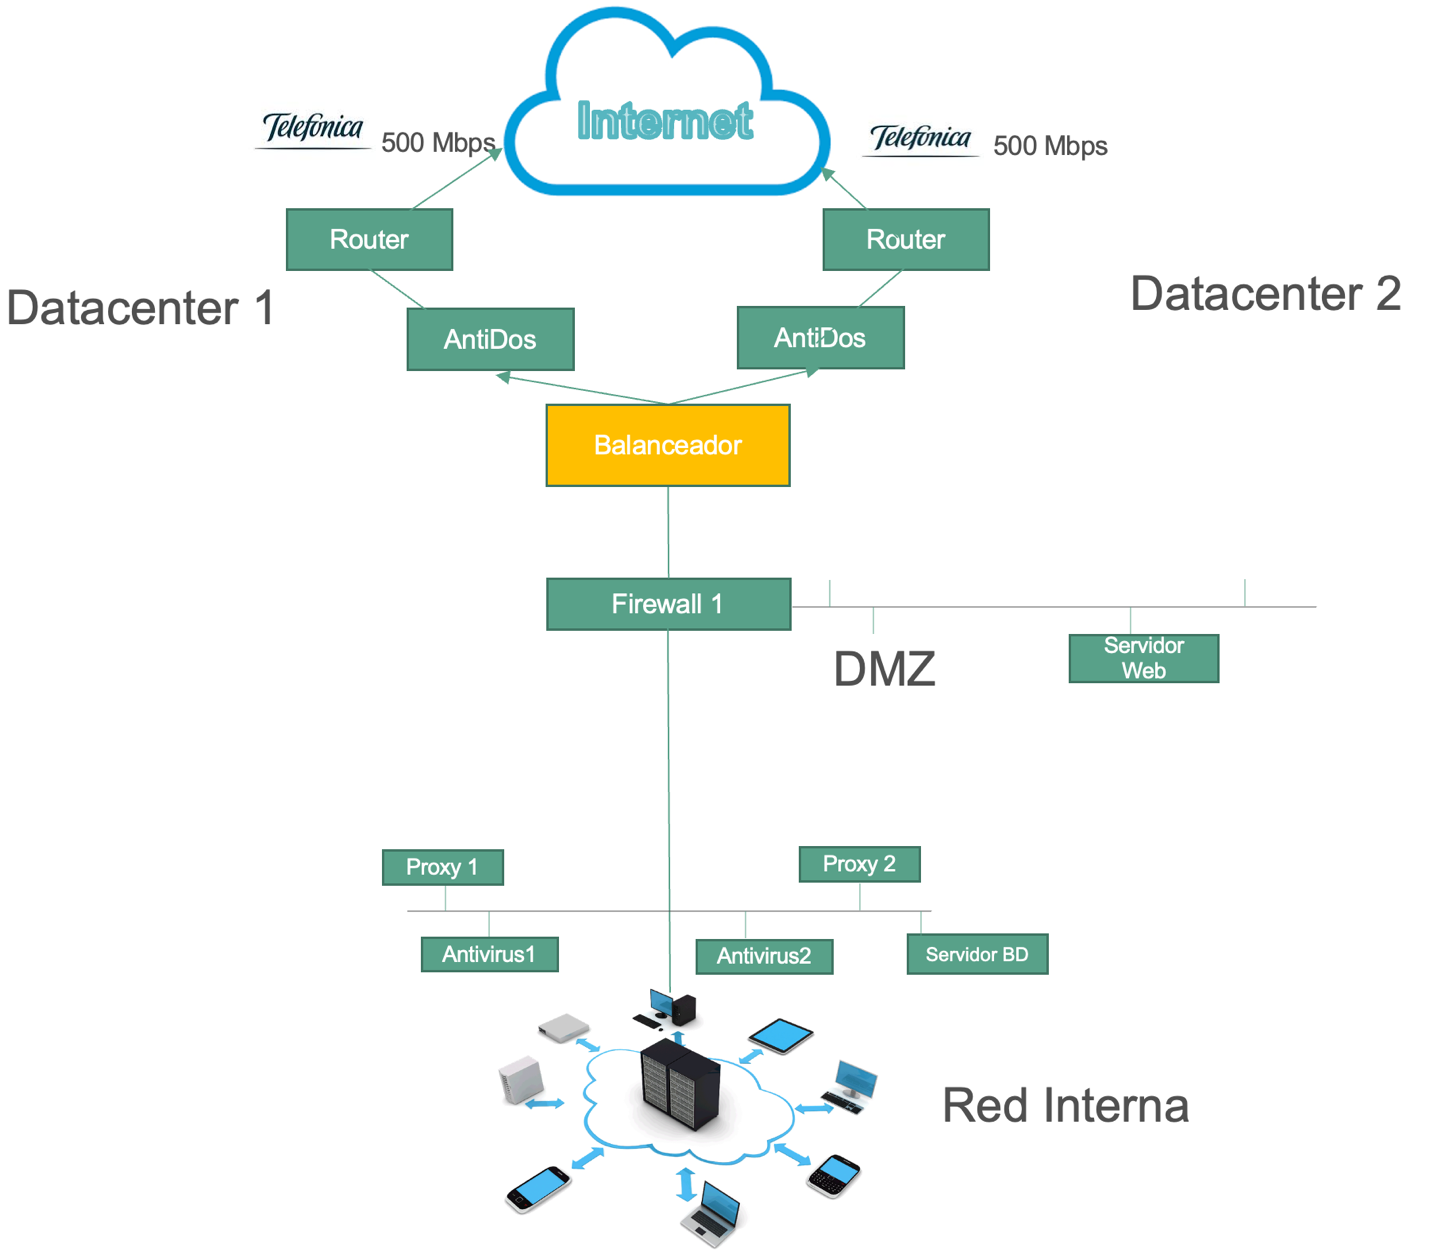 Internet
Telefónica
500 Mbps
Telefónica
500 Mbps
Router
Router
Datacenter 1
Datacenter 2
AntiDos
AntiDos
Balanceador
Firewall 1
DMZ
Servidor
Web
Proxy 1
Proxy 2
Antivirus1
Antivirus2
Servidor BD
Red Interna